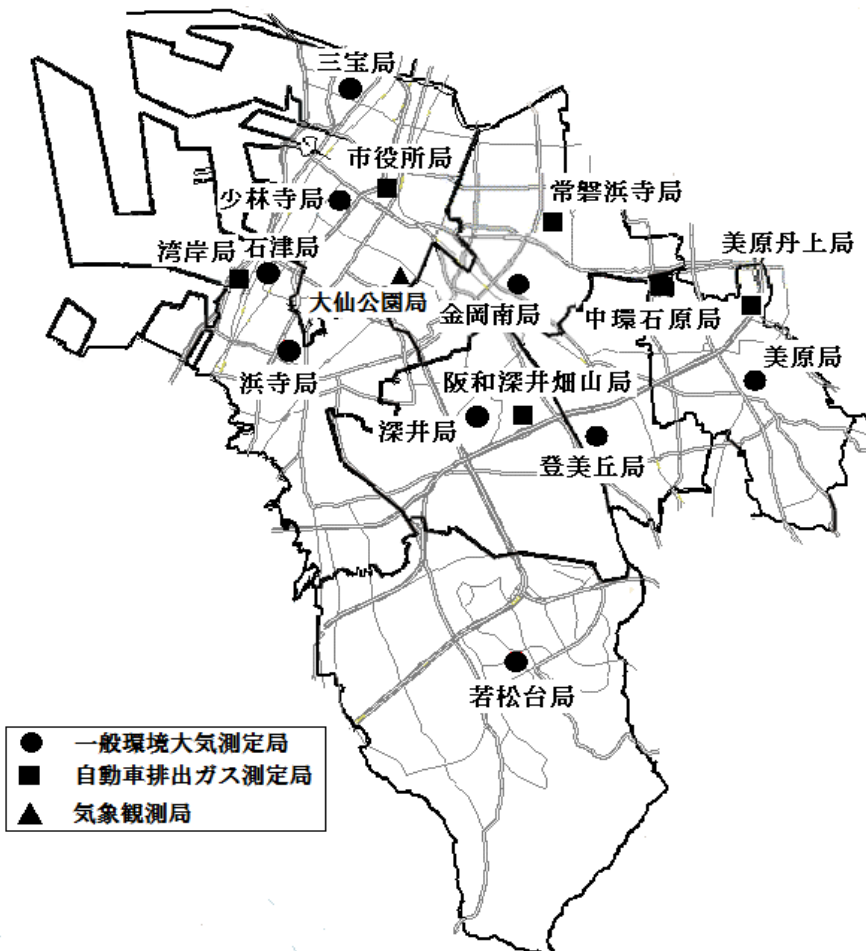 三宝局
市役所局
少林寺局
常磐浜寺局
湾岸局
石津局
美原丹上局
大仙公園局
金岡南局
中環石原局
美原局
浜寺局
阪和深井畑山局
深井局
登美丘局
若松台局
一般環境大気測定局
自動車排出ガス測定局
気象観測局